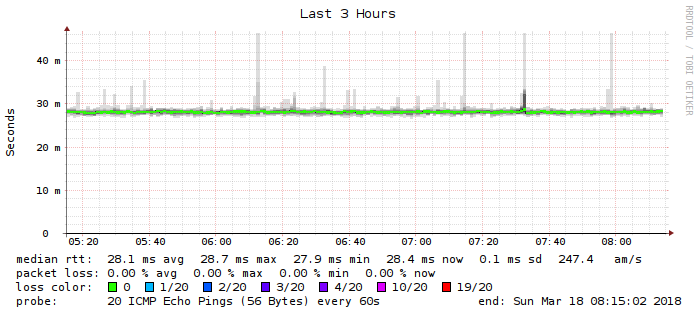 Last 3 Hours
RRDTOOL / TOBI OETIKER
Seconds
40 m
30 m
20 m
10 m
0
05:20 05:40 06:00 06:20 06:40 07:00 07:20 07:40 08:00
median rtt: 28.1 ms avg 28.7 ms max 27.9 ms min 28.4 ms now 0.1 ms sd 247.4 am/s
packet loss: 0.00 % avg 0.00 % max 0.00 % min 0.00 % now
loss color: 0 1/20 2/20 3/20 4/20 10/20 19/20
probe: 20 ICMP Echo Pings (56 Bytes) every 60s end: Sun Mar 18 08:15:02 2018